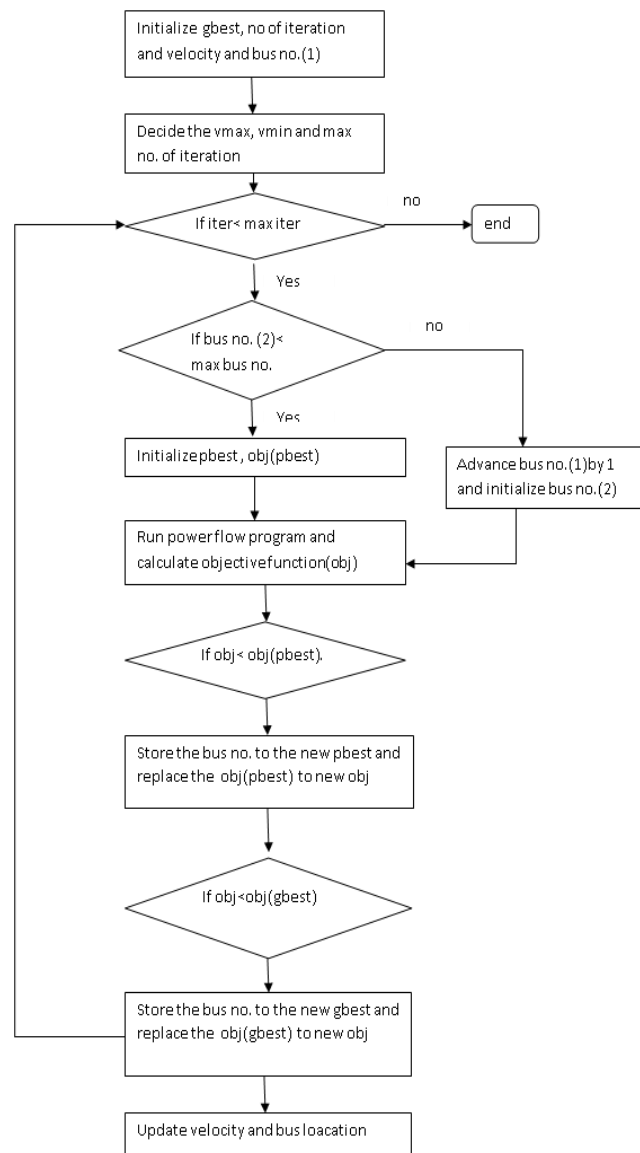 Initialize gbest, no of iteration
and velocity and bus no.(1)
Decide the vmax, vmin and max
no. of iteration
If iter< max iter
no
end
Yes
If bus no. (2)<
max bus no.
no
Yes
Initialize pbest, obj(pbest)
Advance bus no.(1)by 1
and initialize bus no.(2)
Run power flow program and
calculate objective function(obj)
If obj< obj(pbest).
Store the bus no. to the new pbest and
replace the obj(pbest) to new obj
If obj<obj(gbest)
Store the bus no. to the new gbest and
replace the obj(gbest) to new obj
Update velocity and bus loacation